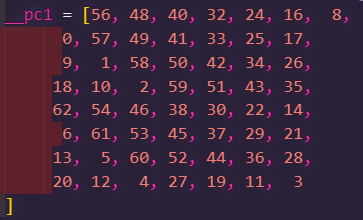 __pc1 = [56, 48, 40, 32, 24, 16, 8,
0, 57, 49, 41, 33, 25, 17,
9, 1, 58, 50, 42, 34, 26,
18, 10, 2, 59, 51, 43, 35,
62, 54, 46, 38, 30, 22, 14,
6, 61, 53, 45, 37, 29, 21,
13, 5, 60, 52, 44, 36, 28,
20, 12, 4, 27, 19, 11, 3
]